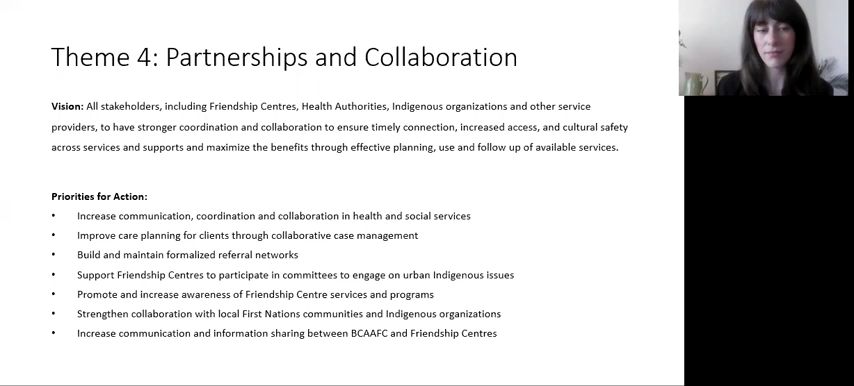 Theme 4: Partnerships and Collaboration
Vision: All stakeholders, including Friendship Centres, Health Authorities, Indigenous organizations and other service
providers, to have stronger coordination and collaboration to ensure timely connection, increased access, and cultural safety
across services and supports and maximize the benefits through effective planning, use and follow up of available services.
Priorities for Action:
• Increase communication, coordination and collaboration in health and social services
• Improve care planning for clients through collaborative case management
• Build and maintain formalized referral networks
• Support Friendship Centres to participate in committees to engage on urban Indigenous issues
• Promote and increase awareness of Friendship Centre services and programs
• Strengthen collaboration with local First Nations communities and Indigenous organizations
• Increase communication and information sharing between BCAAFC and Friendship Centres